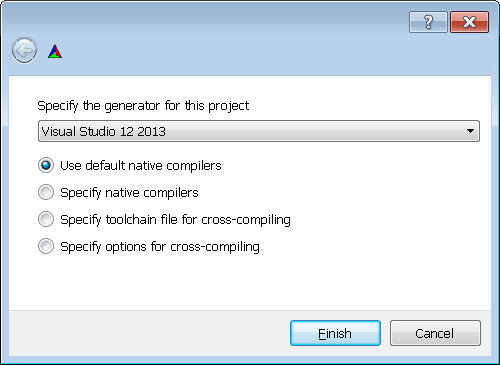 Specify the generator for this project
Visual Studio 12 2013
Use default native compilers
Specify native compilers
Specify toolchain file for cross-compiling
Specify options for cross-compiling
Finish
Cancel